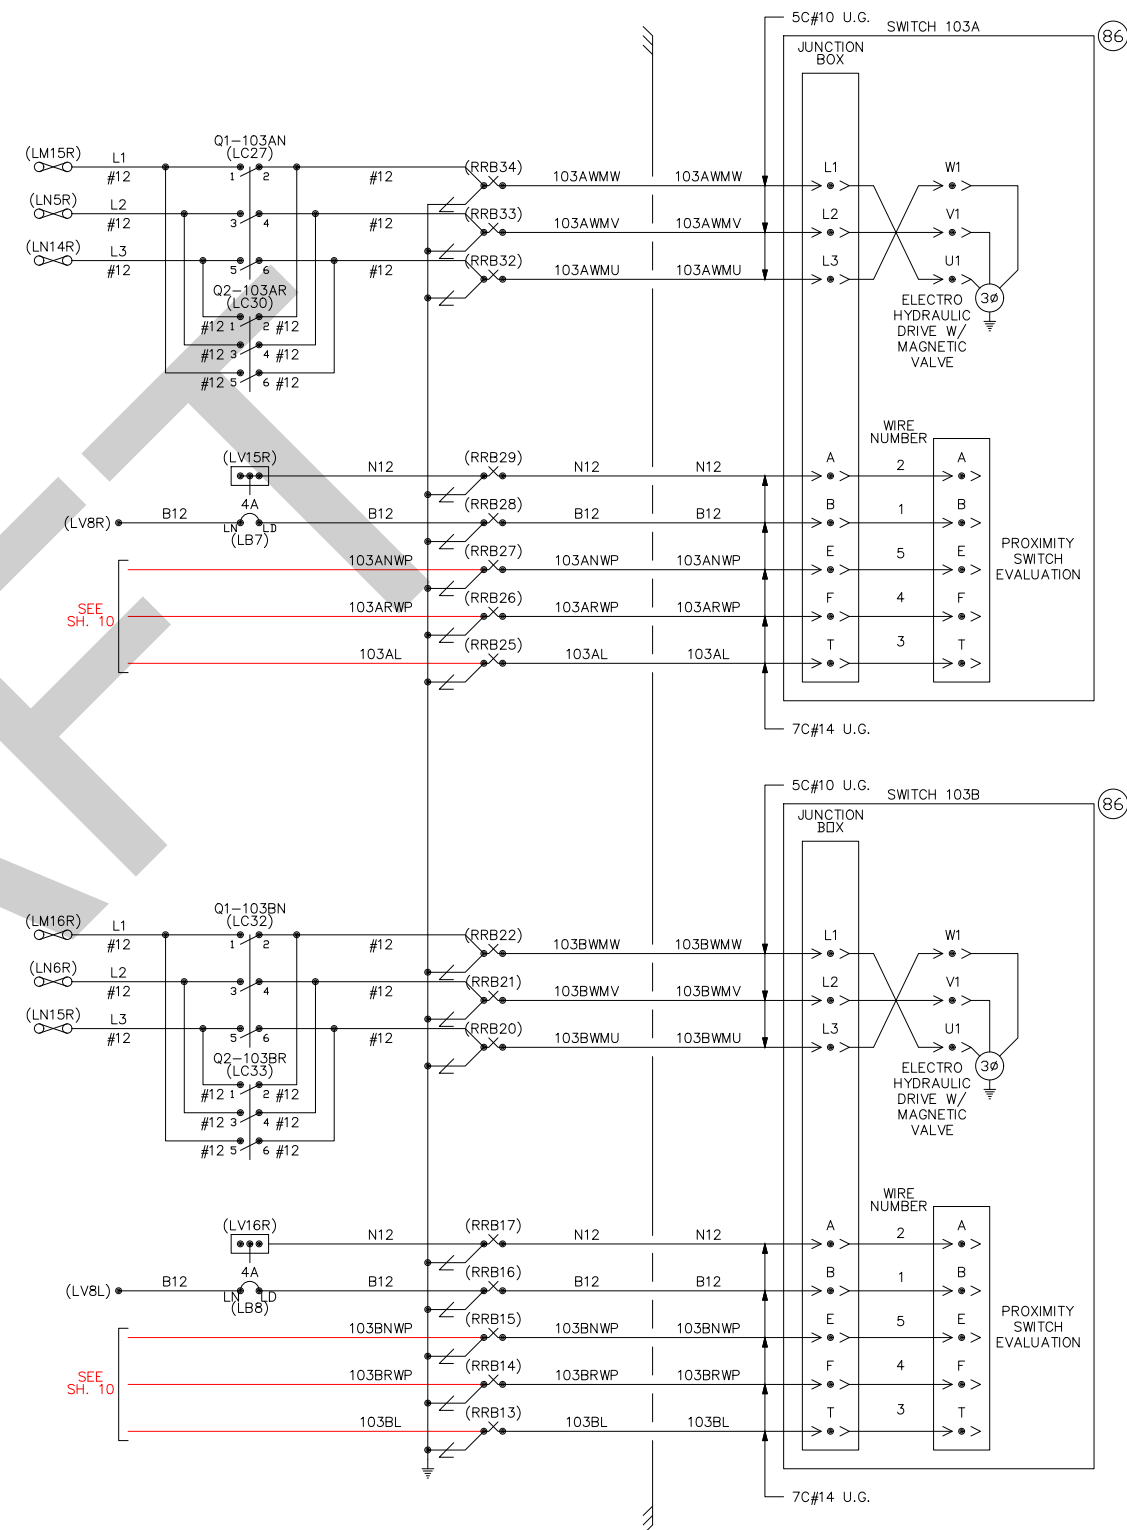 5C#10 U.G.
SWITCH 103A
86
JUNCTION
BOX
Q1-103AN
(LC27)
(LM15R)
L1
#12
1
2
#12
(RRB34)
103AWMW
103AWMW
L1
W1
(LN5R)
L2
#12
3
4
#12
(RRB33)
103AWMV
103AWMV
L2
V1
(LN14R)
L3
#12
5
6
#12
(RRB32)
103AWMU
103AWMU
L3
U1
3Ø
Q2-103AR
(LC30)
#12
1
2
#12
#12
3
4
#12
#12
5
6
#12
ELECTRO
HYDRAULIC
DRIVE W/
MAGNETIC
VALVE
WIRE
NUMBER
(LV15R)
N12
(RRB29)
N12
N12
A
2
A
4A
(LV8R)
B12
LN
LD
(LB7)
B12
(RRB28)
B12
B12
B
1
B
103ANWP
(RRB27)
103ANWP
103ANWP
E
5
E
PROXIMITY
SWITCH
EVALUATION
SEE
SH. 10
103ARWP
(RRB26)
103ARWP
103ARWP
F
4
F
103AL
(RRB25)
103AL
103AL
T
3
T
7C#14 U.G.
5C#10 U.G.
SWITCH 103B
86
JUNCTION
BOX
Q1-103BN
(LC32)
(LM16R)
L1
#12
1
2
#12
(RRB22)
103BWMW
103BWMW
L1
W1
(LN6R)
L2
#12
3
4
#12
(RRB21)
103BWMV
103BWMV
L2
V1
(LN15R)
L3
#12
5
6
#12
(RRB20)
103BWMU
103BWMU
L3
U1
3Ø
Q2-103BR
(LC33)
#12
1
2
#12
#12
3
4
#12
#12
5
6
#12
ELECTRO
HYDRAULIC
DRIVE W/
MAGNETIC
VALVE
WIRE
NUMBER
(LV16R)
N12
(RRB17)
N12
N12
A
2
A
4A
(LV8L)
B12
LN
LD
(LB8)
B12
(RRB16)
B12
B12
B
1
B
103BNWP
(RRB15)
103BNWP
103BNWP
E
5
E
PROXIMITY
SWITCH
EVALUATION
SEE
SH. 10
103BRWP
(RRB14)
103BRWP
103BRWP
F
4
F
103BL
(RRB13)
103BL
103BL
T
3
T
7C#14 U.G.